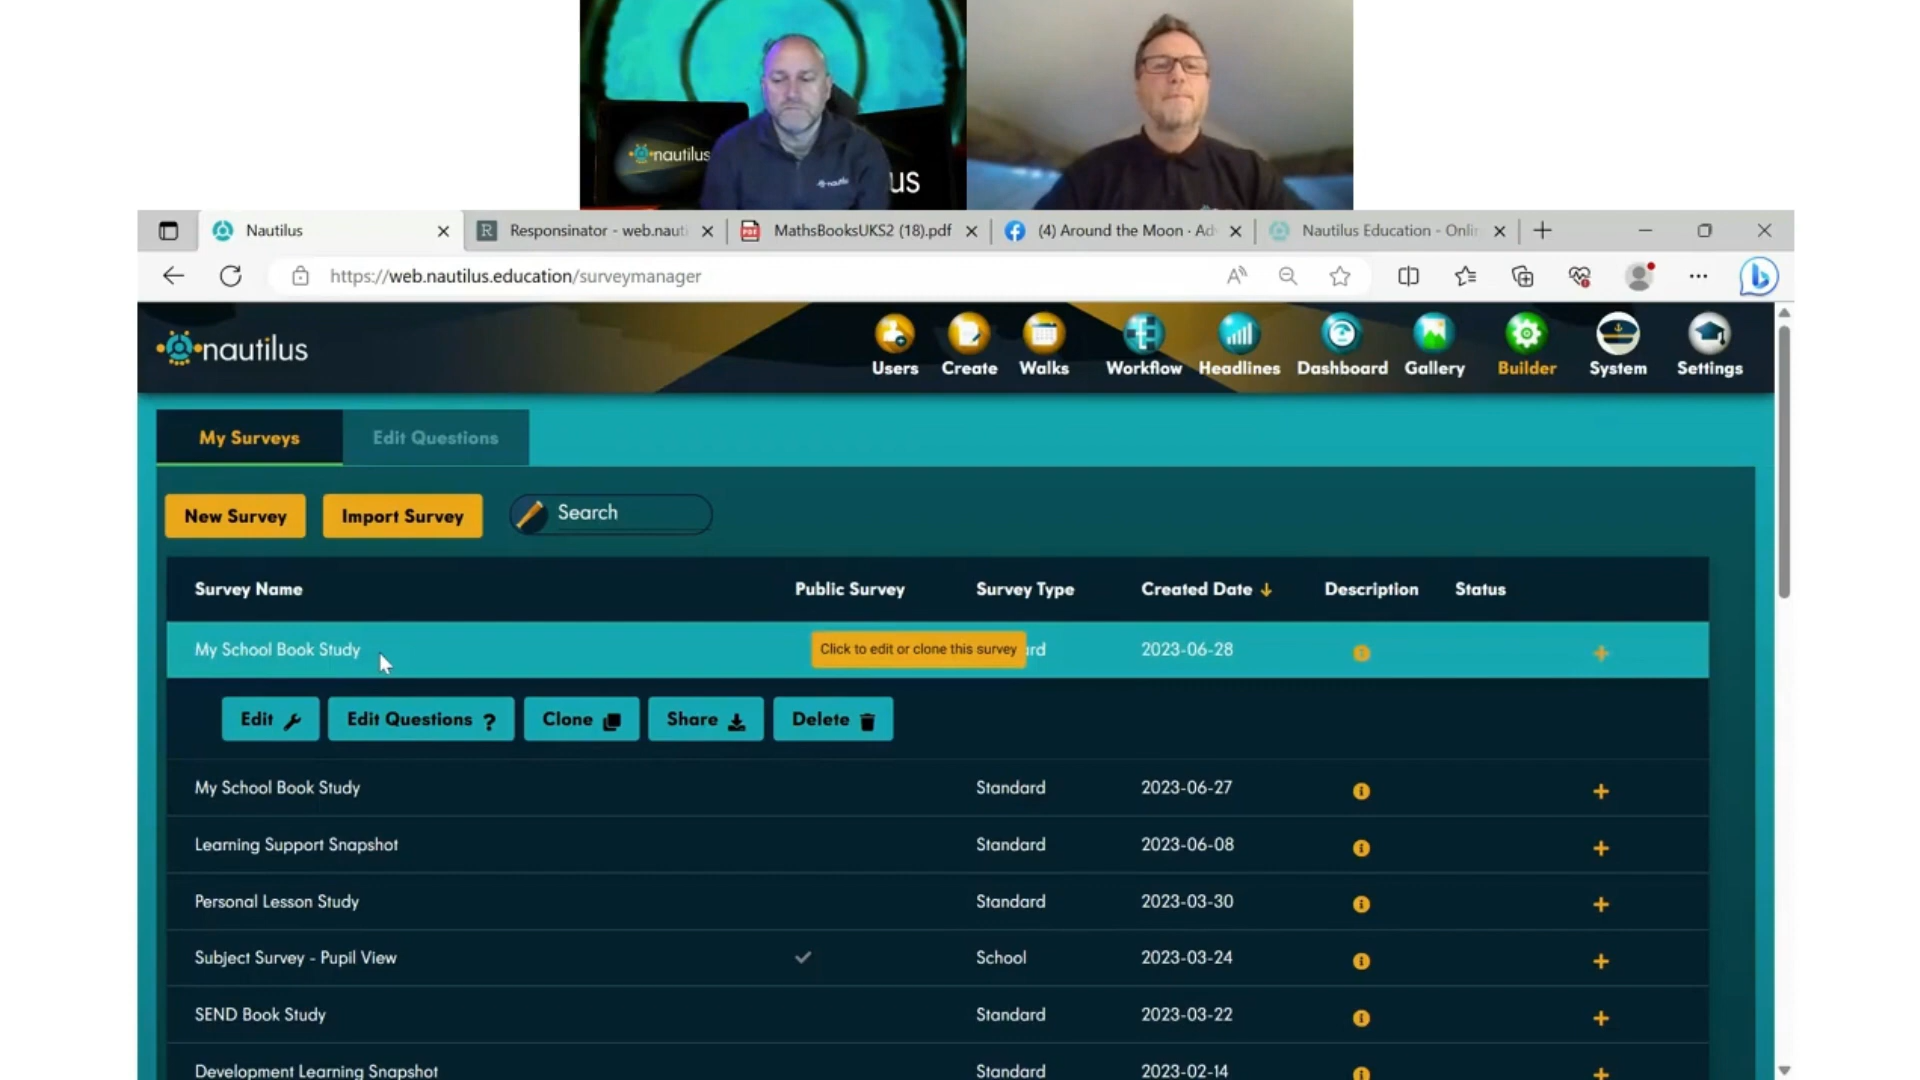 nautilus
us
nautilus
Nautilus
Responsinator - web.nauti
MathsBooksUKS2 (18).pdf
(4) Around the Moon · Ad
Nautilus Education - Onlin
https://web.nautilus.education/surveymanager
nautilus
Users
Create
Walks
Workflow
Headlines
Dashboard
Gallery
Builder
System
Settings
My Surveys
Edit Questions
New Survey
Import Survey
Search
Survey Name Public Survey Survey Type Created Date Description Status
My School Book Study Click to edit or clone this survey rd 2023-06-28
Edit Edit Questions ? Clone Share Delete
My School Book Study Standard 2023-06-27
Learning Support Snapshot Standard 2023-06-08
Personal Lesson Study Standard 2023-03-30
Subject Survey - Pupil View School 2023-03-24
SEND Book Study Standard 2023-03-22
Development Learning Snapshot Standard 2023-02-14